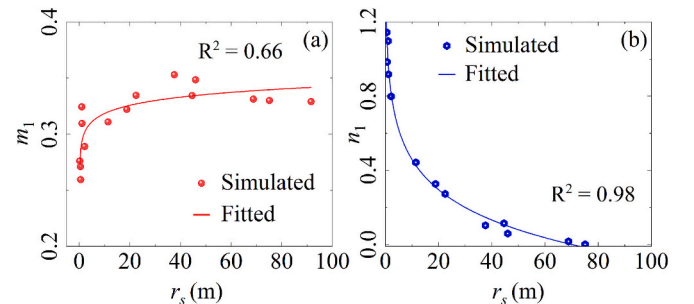 (a)
R² = 0.66
0.4
0.3
0.2
m₁
Simulated
Fitted
0 20 40 60 80 100
rₛ (m)
(b)
Simulated
Fitted
R² = 0.98
1.2
0.8
0.4
0.0
n₁
0 20 40 60 80 100
rₛ (m)